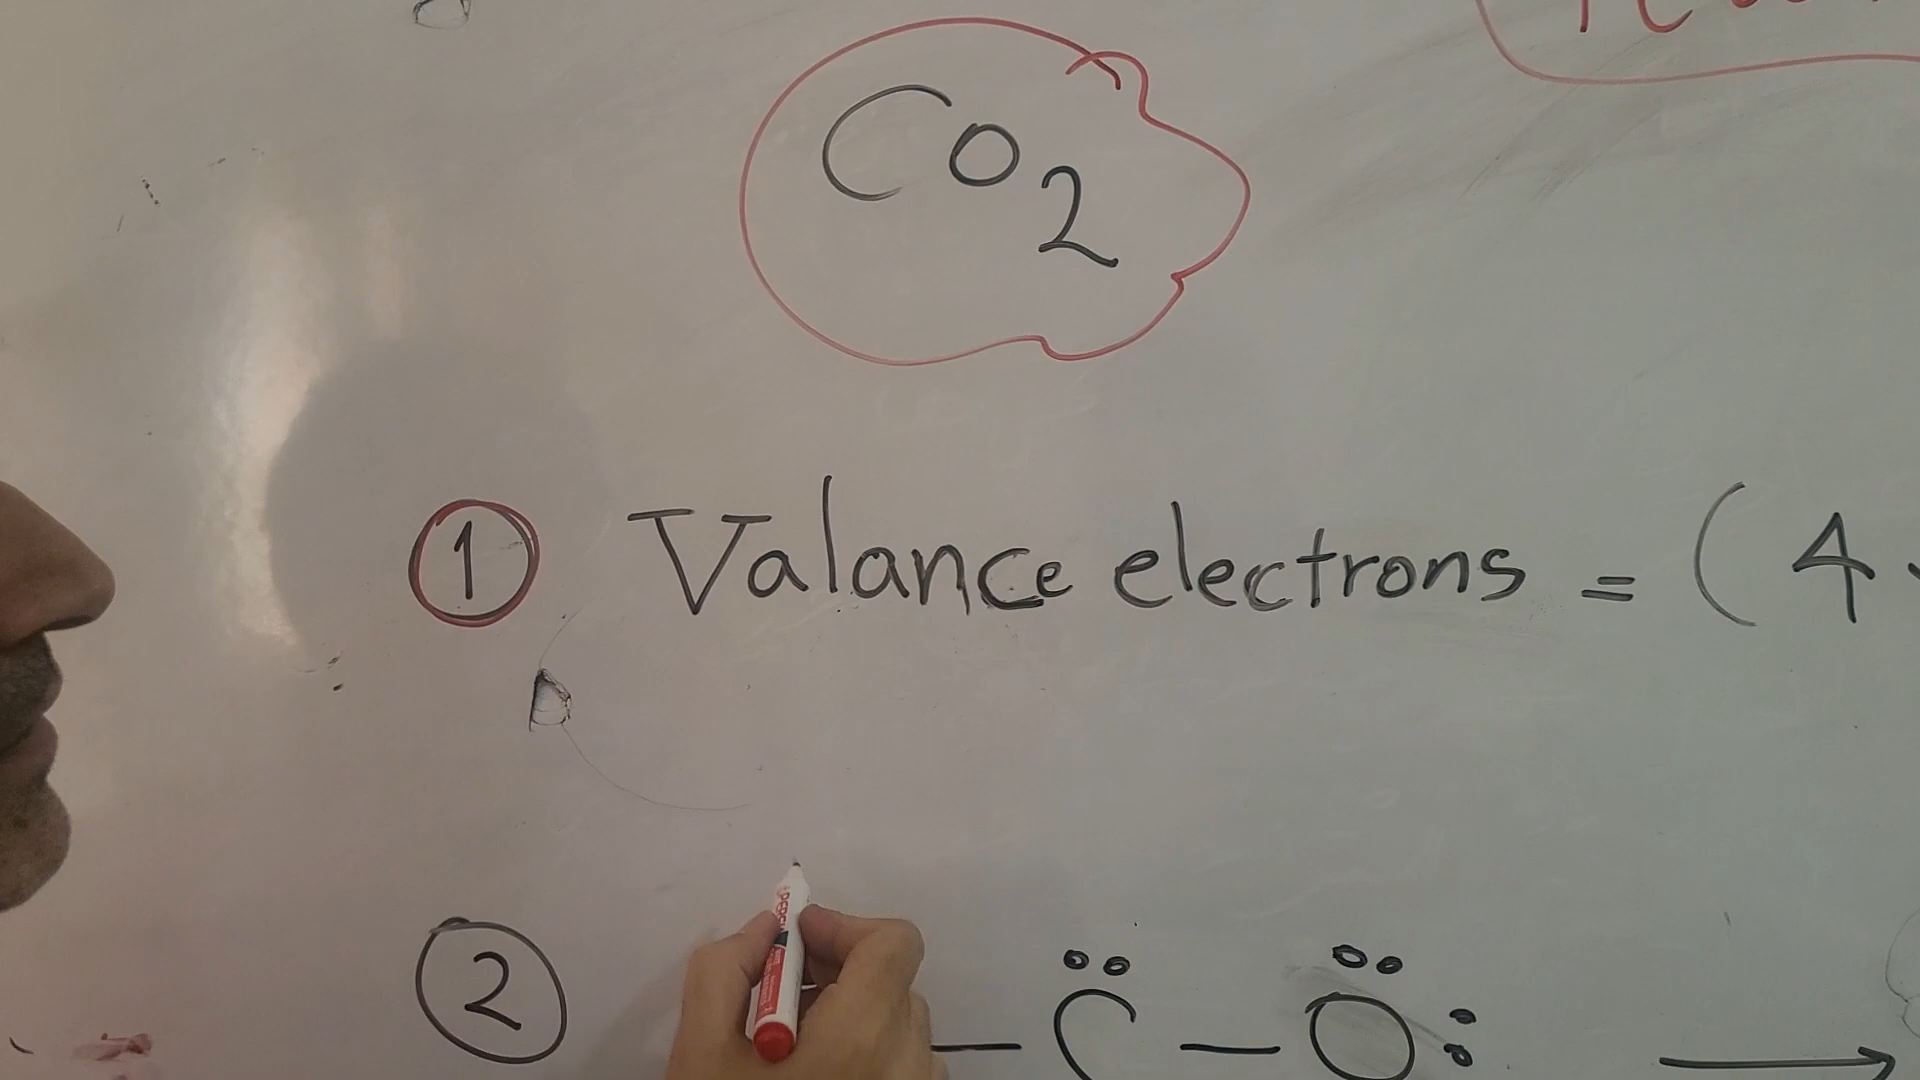 Co2
1 Valance electrons = ( 4
2 — C — O →